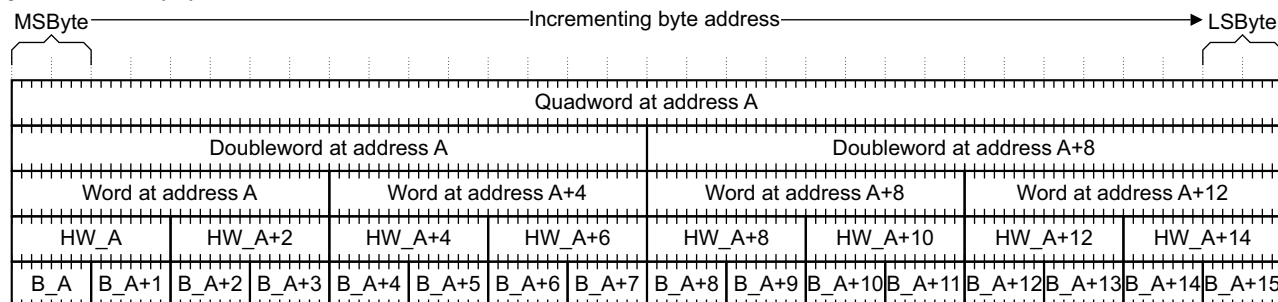 MSByte Incrementing byte address LSByte
Quadword at address A
Doubleword at address A Doubleword at address A+8
Word at address A Word at address A+4 Word at address A+8 Word at address A+12
HW_A HW_A+2 HW_A+4 HW_A+6 HW_A+8 HW_A+10 HW_A+12 HW_A+14
B_A B_A+1 B_A+2 B_A+3 B_A+4 B_A+5 B_A+6 B_A+7 B_A+8 B_A+9 B_A+10 B_A+11 B_A+12 B_A+13 B_A+14 B_A+15